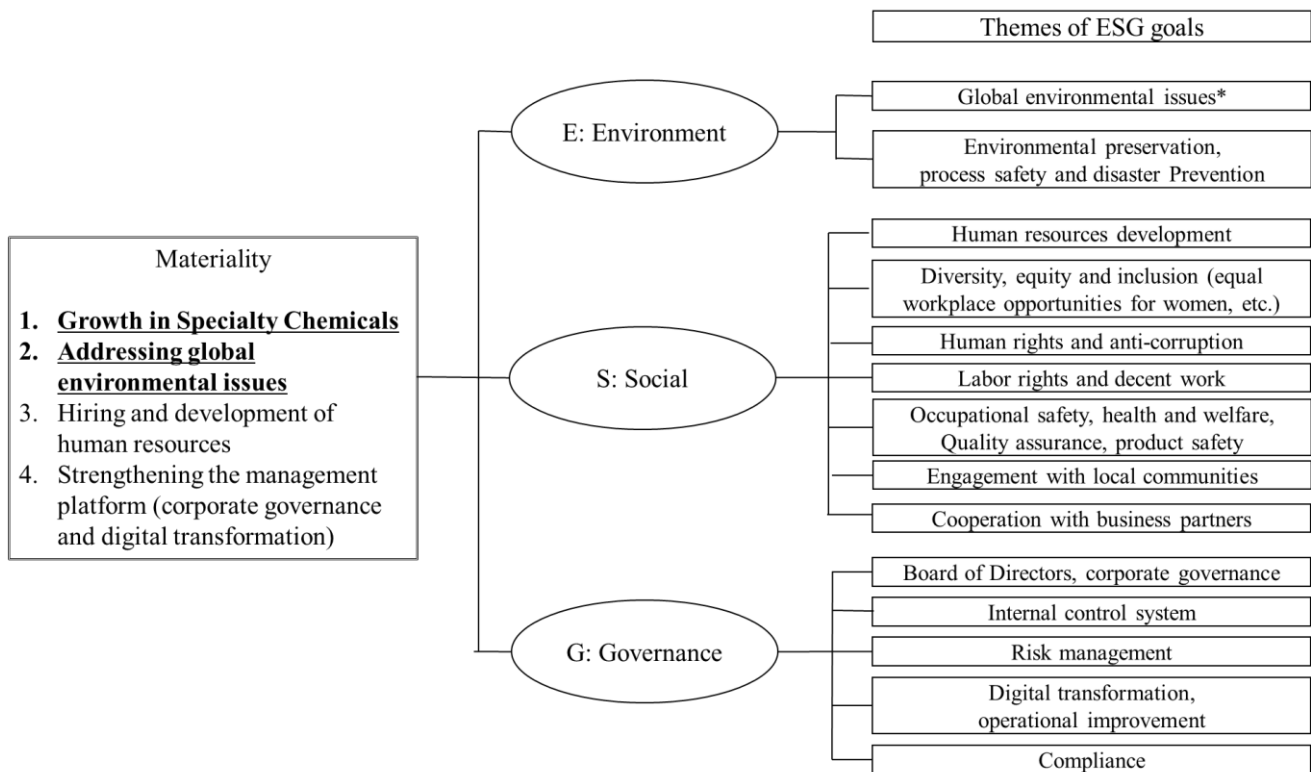 Themes of ESG goals
E: Environment
Global environmental issues*
Environmental preservation,
process safety and disaster Prevention
Materiality
1. Growth in Specialty Chemicals
2. Addressing global
environmental issues
3. Hiring and development of
human resources
4. Strengthening the management
platform (corporate governance
and digital transformation)
S: Social
Human resources development
Diversity, equity and inclusion (equal
workplace opportunities for women, etc.)
Human rights and anti-corruption
Labor rights and decent work
Occupational safety, health and welfare,
Quality assurance, product safety
Engagement with local communities
Cooperation with business partners
G: Governance
Board of Directors, corporate governance
Internal control system
Risk management
Digital transformation,
operational improvement
Compliance